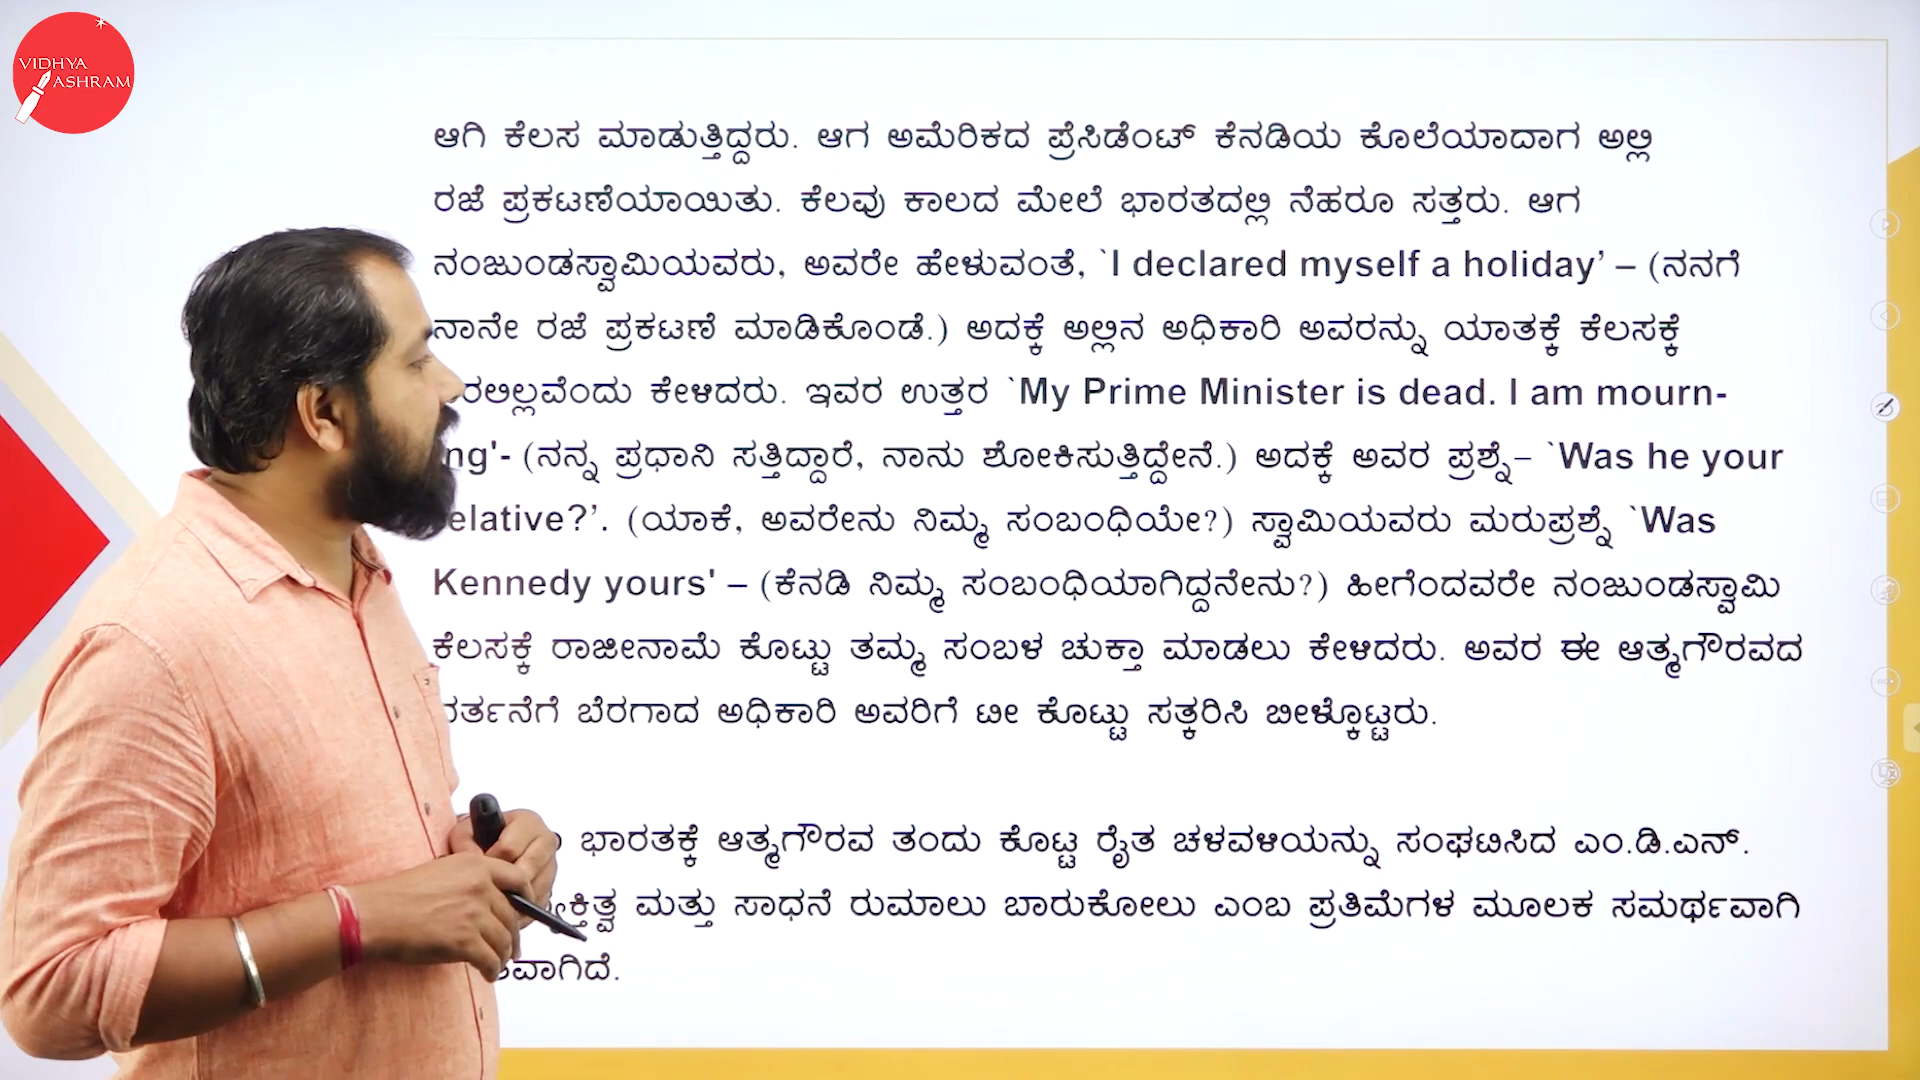 VIDHYA
ASHRAM
ಆಗಿ ಕೆಲಸ ಮಾಡುತ್ತಿದ್ದರು. ಆಗ ಅಮೆರಿಕದ ಪ್ರೆಸಿಡೆಂಟ್ ಕೆನಡಿಯ ಕೊಲೆಯಾದಾಗ ಅಲ್ಲಿ
ರಜೆ ಪ್ರಕಟಣೆಯಾಯಿತು. ಕೆಲವು ಕಾಲದ ಮೇಲೆ ಭಾರತದಲ್ಲಿ ನೆಹರೂ ಸತ್ತರು. ಆಗ
ನಂಜುಂಡಸ್ವಾಮಿಯವರು, ಅವರೇ ಹೇಳುವಂತೆ, `I declared myself a holiday’ – (ನನಗೆ
ನಾನೇ ರಜೆ ಪ್ರಕಟಣೆ ಮಾಡಿಕೊಂಡೆ.) ಅದಕ್ಕೆ ಅಲ್ಲಿನ ಅಧಿಕಾರಿ ಅವರನ್ನು ಯಾತಕ್ಕೆ ಕೆಲಸಕ್ಕೆ
ಕೇಳಿದರು. ಇವರ ಉತ್ತರ `My Prime Minister is dead. I am mourn-
ng'- (ನನ್ನ ಪ್ರಧಾನಿ ಸತ್ತಿದ್ದಾರೆ, ನಾನು ಶೋಕಿಸುತ್ತಿದ್ದೇನೆ.) ಅದಕ್ಕೆ ಅವರ ಪ್ರಶ್ನೆ– `Was he your
elative?’. (ಯಾಕೆ, ಅವರೇನು ನಿಮ್ಮ ಸಂಬಂಧಿಯೇ?) ಸ್ವಾಮಿಯವರು ಮರುಪ್ರಶ್ನೆ `Was
Kennedy yours' – (ಕೆನಡಿ ನಿಮ್ಮ ಸಂಬಂಧಿಯಾಗಿದ್ದನೇನು?) ಹೀಗೆಂದವರೇ ನಂಜುಂಡಸ್ವಾಮಿ
ಕೆಲಸಕ್ಕೆ ರಾಜೀನಾಮೆ ಕೊಟ್ಟು ತಮ್ಮ ಸಂಬಳ ಚುಕ್ತಾ ಮಾಡಲು ಕೇಳಿದರು. ಅವರ ಈ ಆತ್ಮಗೌರವದ
ವರ್ತನೆಗೆ ಬೆರಗಾದ ಅಧಿಕಾರಿ ಅವರಿಗೆ ಟೀ ಕೊಟ್ಟು ಸತ್ಕರಿಸಿ ಬೀಳ್ಕೊಟ್ಟರು.
ಭಾರತಕ್ಕೆ ಆತ್ಮಗೌರವ ತಂದು ಕೊಟ್ಟ ರೈತ ಚಳವಳಿಯನ್ನು ಸಂಘಟಿಸಿದ ಎಂ.ಡಿ.ಎನ್.
ಮತ್ತು ಸಾಧನೆ ರುಮಾಲು ಬಾರುಕೋಲು ಎಂಬ ಪ್ರತಿಮೆಗಳ ಮೂಲಕ ಸಮರ್ಥವಾಗಿ